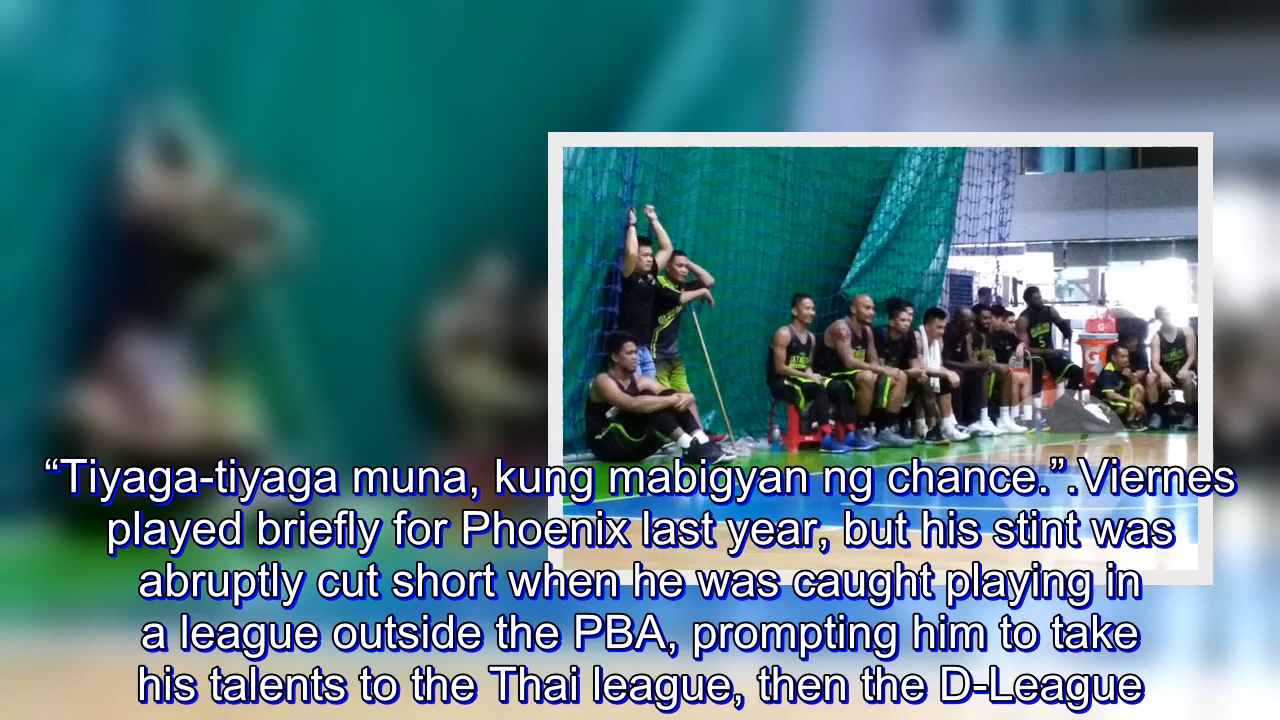 “Tiyaga-tiyaga muna, kung mabigyan ng chance.”.Viernes
played briefly for Phoenix last year, but his stint was
abruptly cut short when he was caught playing in
a league outside the PBA, prompting him to take
his talents to the Thai league, then the D-League
5
G
G